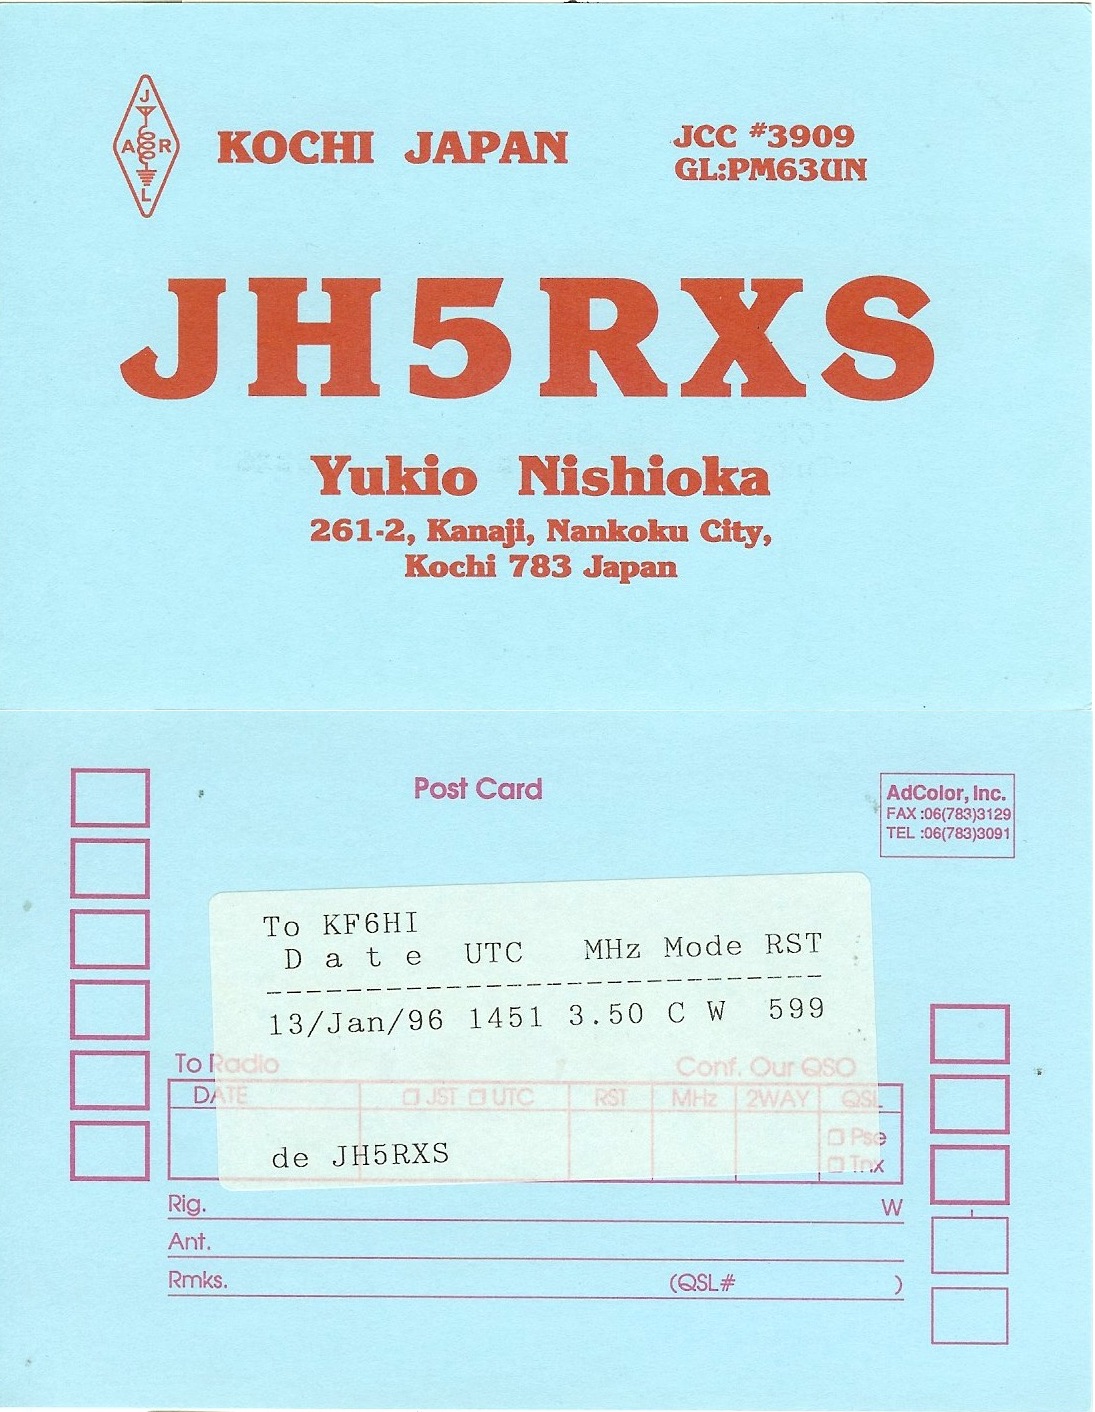 J
A R
L
KOCHI JAPAN
JCC #3909
GL:PM63UN
JH5RXS
Yukio Nishioka
261-2, Kanaji, Nankoku City,
Kochi 783 Japan
Post Card
AdColor, Inc.
FAX :06(783)3129
TEL :06(783)3091
To KF6HI
D a t e UTC MHz Mode RST
--------------------------------
13/Jan/96 1451 3.50 C W 599
To Radio Conf. Our QSO
DATE □ JST □ UTC RST MHz 2WAY QSL
□ Pse
de JH5RXS
□ Tnx
Rig. W
Ant.
Rmks. (QSL# )